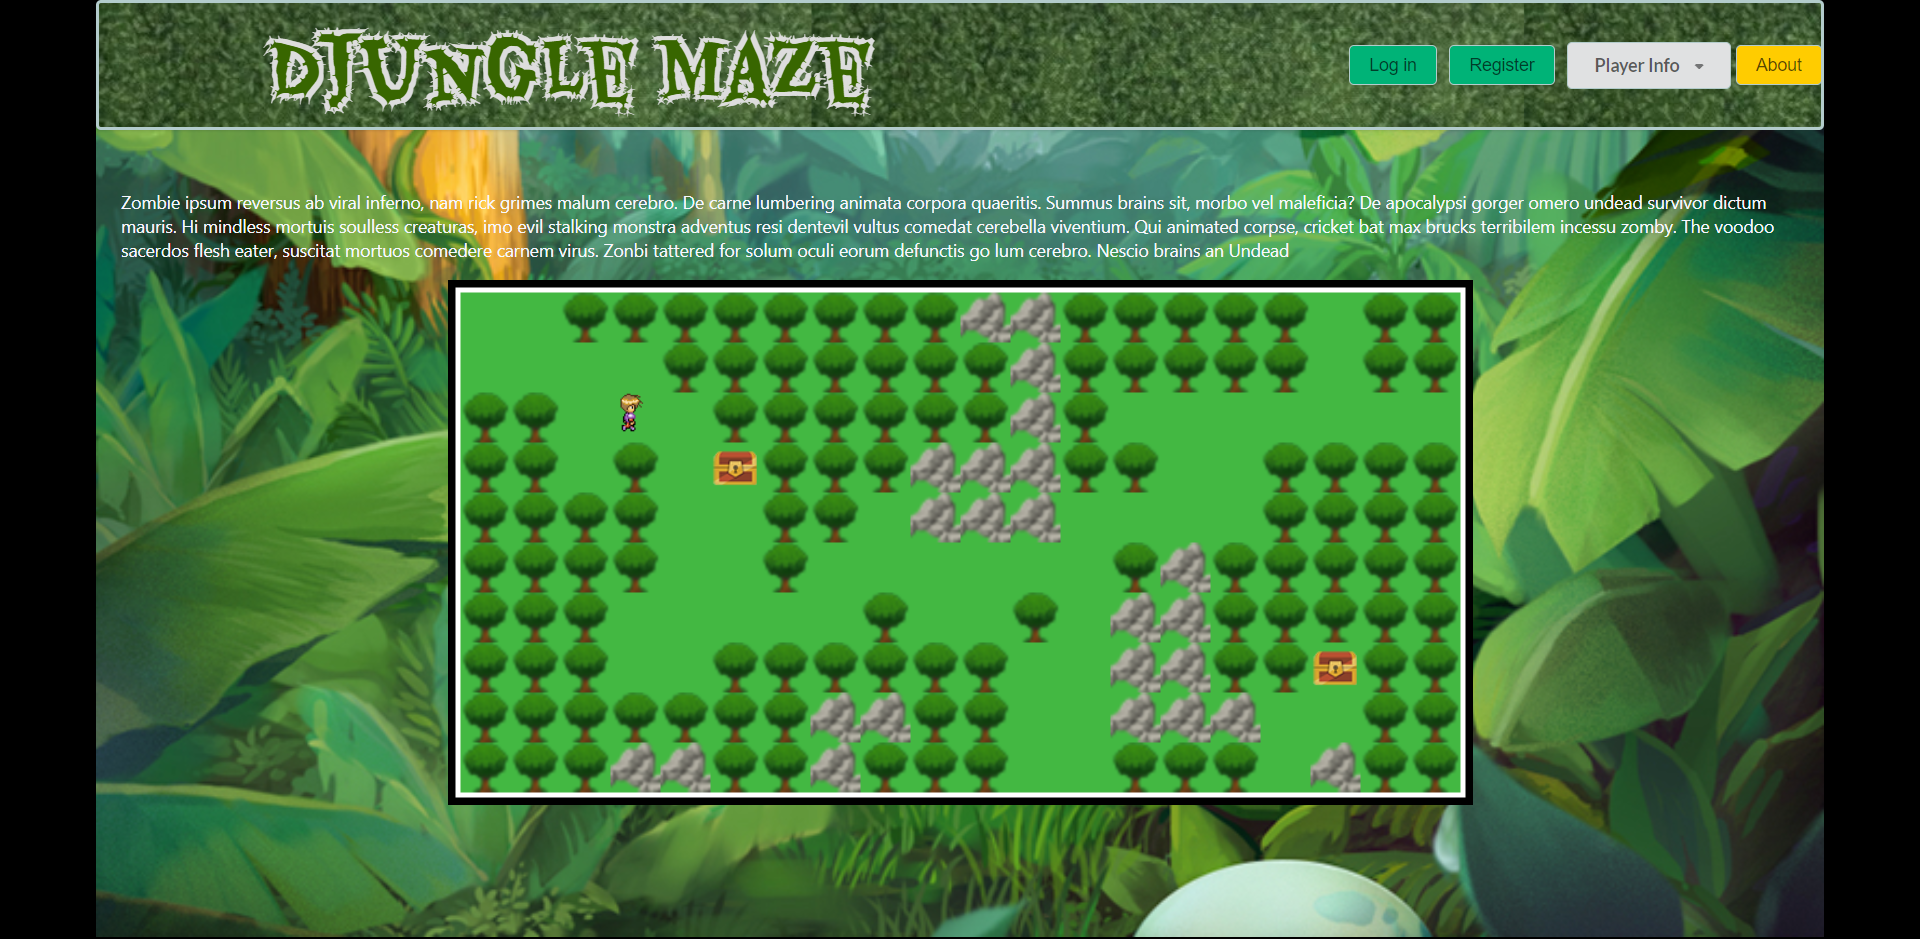 DJUNGLE MAZE
Log in
Register
Player Info
About
Zombie ipsum reversus ab viral inferno, nam rick grimes malum cerebro. De carne lumbering animata corpora quaeritis. Summus brains sit, morbo vel maleficia? De apocalypsi gorger omero undead survivor dictum
mauris. Hi mindless mortuis soulless creaturas, imo evil stalking monstra adventus resi dentevil vultus comedat cerebella viventium. Qui animated corpse, cricket bat max brucks terribilem incessu zomby. The voodoo
sacerdos flesh eater, suscitat mortuos comedere carnem virus. Zonbi tattered for solum oculi eorum defunctis go lum cerebro. Nescio brains an Undead